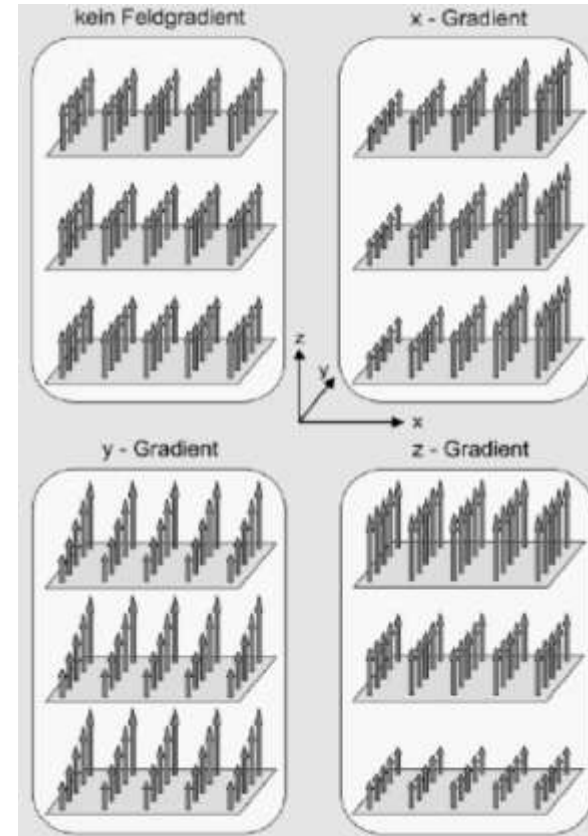 kein Feldgradient
x - Gradient
z
y
x
y - Gradient
z - Gradient